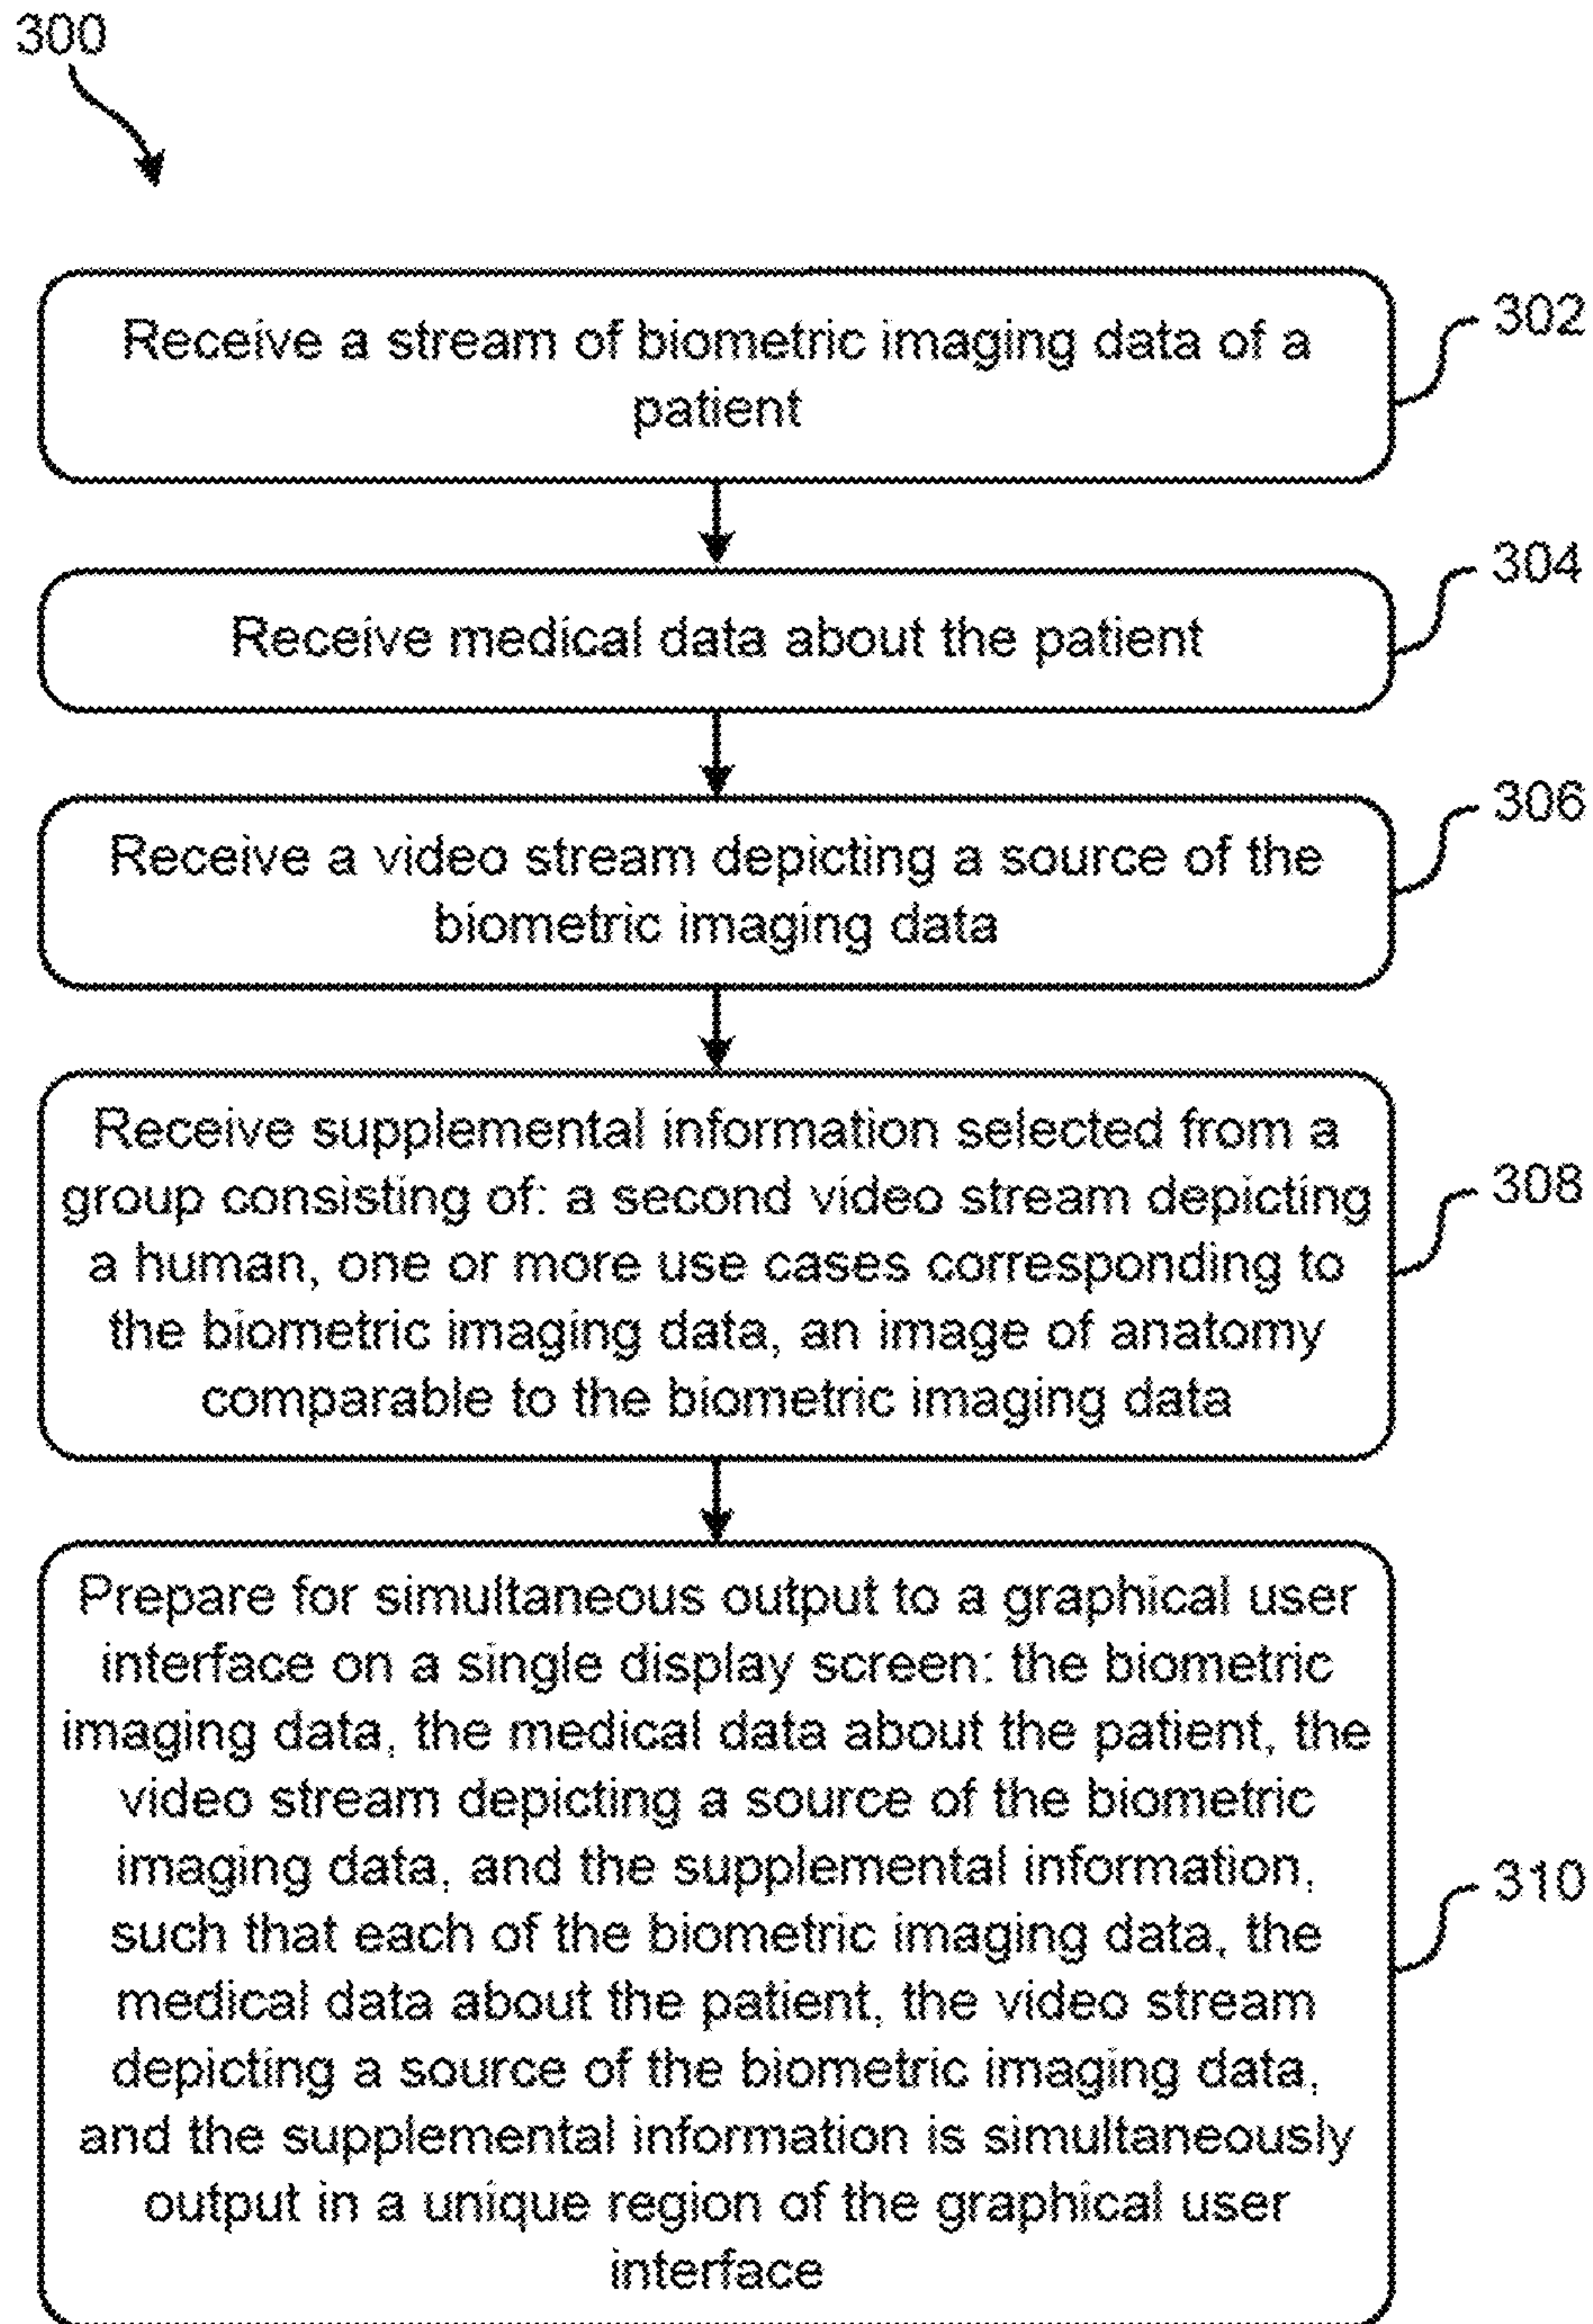 300
Receive a stream of biometric imaging data of a
patient
302
Receive medical data about the patient
304
Receive a video stream depicting a source of the
biometric imaging data
306
Receive supplemental information selected from a
group consisting of: a second video stream depicting
a human, one or more use cases corresponding to
the biometric imaging data, an image of anatomy
comparable to the biometric imaging data
308
Prepare for simultaneous output to a graphical user
interface on a single display screen: the biometric
imaging data, the medical data about the patient, the
video stream depicting a source of the biometric
imaging data, and the supplemental information,
such that each of the biometric imaging data, the
medical data about the patient, the video stream
depicting a source of the biometric imaging data,
and the supplemental information is simultaneously
output in a unique region of the graphical user
interface
310